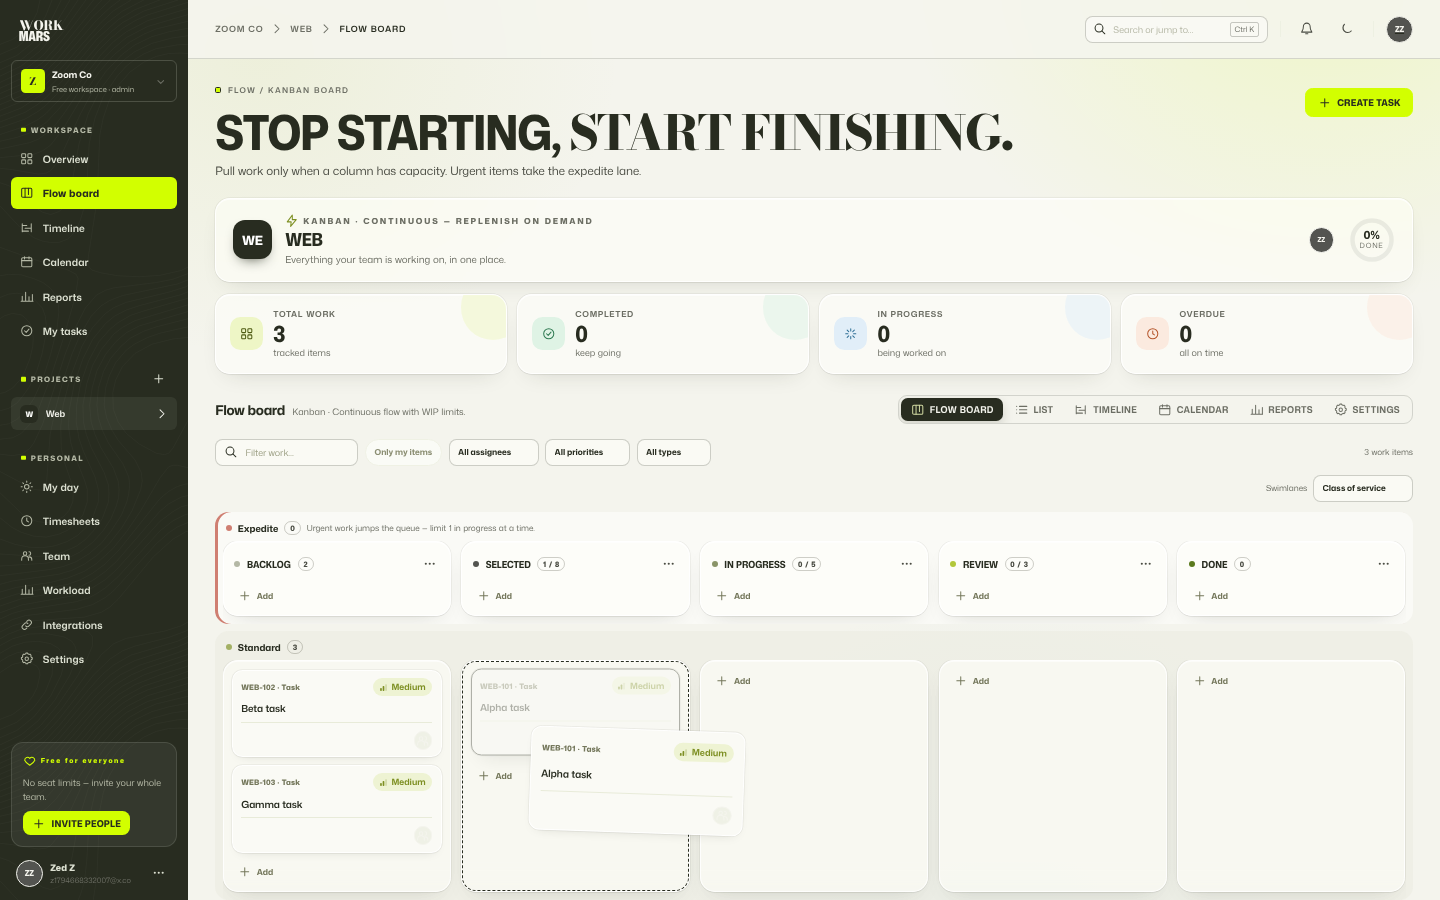 WORK
MARS
Z
Zoom Co
Free workspace · admin
WORKSPACE
Overview
Flow board
Timeline
Calendar
Reports
My tasks
PROJECTS
W Web
PERSONAL
My day
Timesheets
Team
Workload
Integrations
Settings
Free for everyone
No seat limits — invite your whole
team.
INVITE PEOPLE
ZZ
Zed Z
ZOOM CO
WEB
FLOW BOARD
Search or jump to...
Ctrl K
ZZ
FLOW / KANBAN BOARD
STOP STARTING, START FINISHING.
Pull work only when a column has capacity. Urgent items take the expedite lane.
CREATE TASK
WE
KANBAN · CONTINUOUS — REPLENISH ON DEMAND
WEB
Everything your team is working on, in one place.
ZZ
0%
DONE
TOTAL WORK
3
tracked items
COMPLETED
0
keep going
IN PROGRESS
0
being worked on
OVERDUE
0
all on time
Flow board
Kanban · Continuous flow with WIP limits.
FLOW BOARD
LIST
TIMELINE
CALENDAR
REPORTS
SETTINGS
Filter work...
Only my items
All assignees
All priorities
All types
3 work items
Swimlanes
Class of service
Expedite 0 Urgent work jumps the queue — limit 1 in progress at a time.
BACKLOG 2
SELECTED 1 / 8
IN PROGRESS 0 / 5
REVIEW 0 / 3
DONE 0
Add
Add
Add
Add
Add
Standard 3
WEB-102 · Task
Medium
Beta task
WEB-103 · Task
Medium
Gamma task
Add
WEB-101 · Task
Medium
Alpha task
Add
WEB-101 · Task
Medium
Alpha task
Add
Add
Add